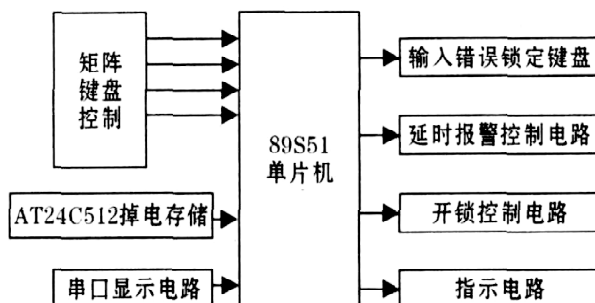 矩阵
键盘
控制
AT24C512掉电存储
串口显示电路
89S51
单片机
输入错误锁定键盘
延时报警控制电路
开锁控制电路
指示电路